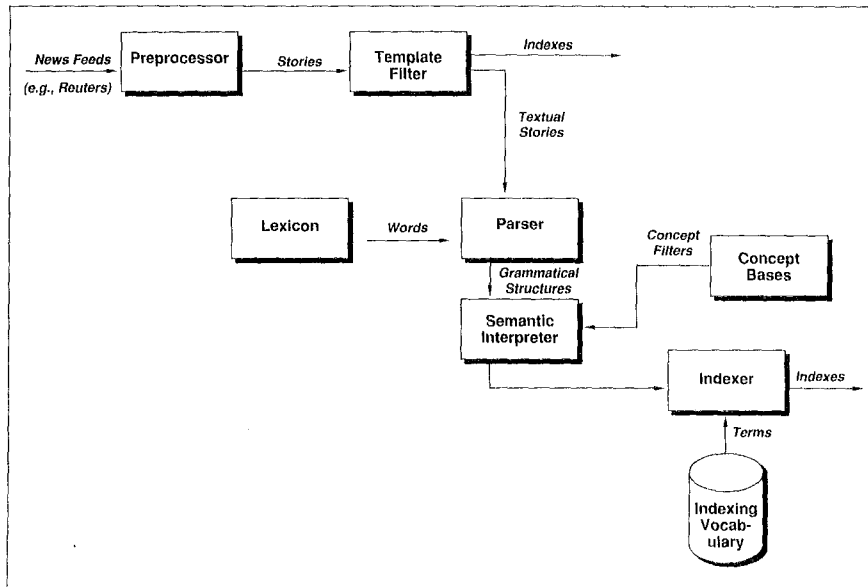 News Feeds
(e.g., Reuters)
Preprocessor
Stories
Template
Filter
Indexes
Textual
Stories
Lexicon
Words
Parser
Concept
Filters
Concept
Bases
Grammatical
Structures
Semantic
Interpreter
Indexer
Indexes
Terms
Indexing
Vocab-
ulary